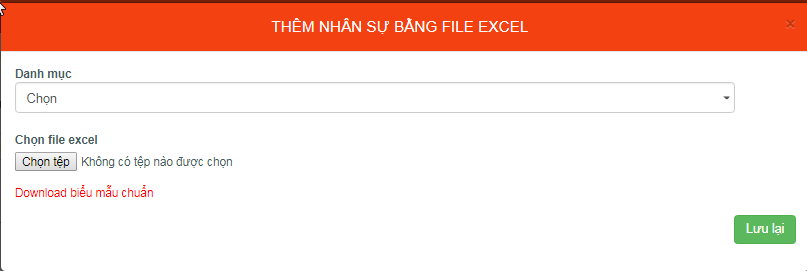 THÊM NHÂN SỰ BẰNG FILE EXCEL
×
Danh mục
Chọn
Chọn file excel
Chọn tệp Không có tệp nào được chọn
Download biểu mẫu chuẩn
Lưu lại